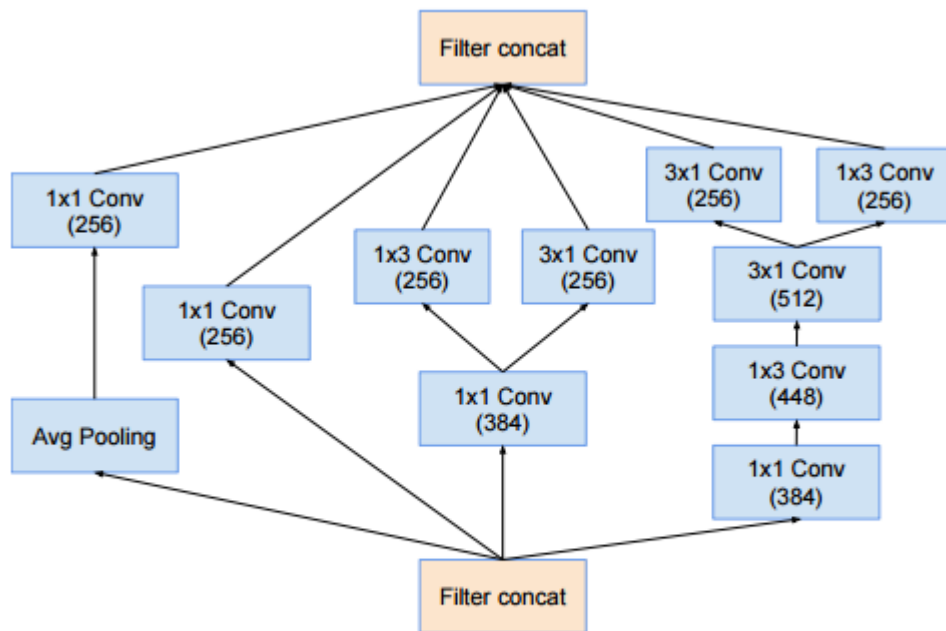 Filter concat
3x1 Conv
(256)
1x3 Conv
(256)
1x1 Conv
(256)
1x3 Conv
(256)
3x1 Conv
(256)
3x1 Conv
(512)
1x1 Conv
(256)
1x3 Conv
(448)
1x1 Conv
(384)
Avg Pooling
1x1 Conv
(384)
Filter concat